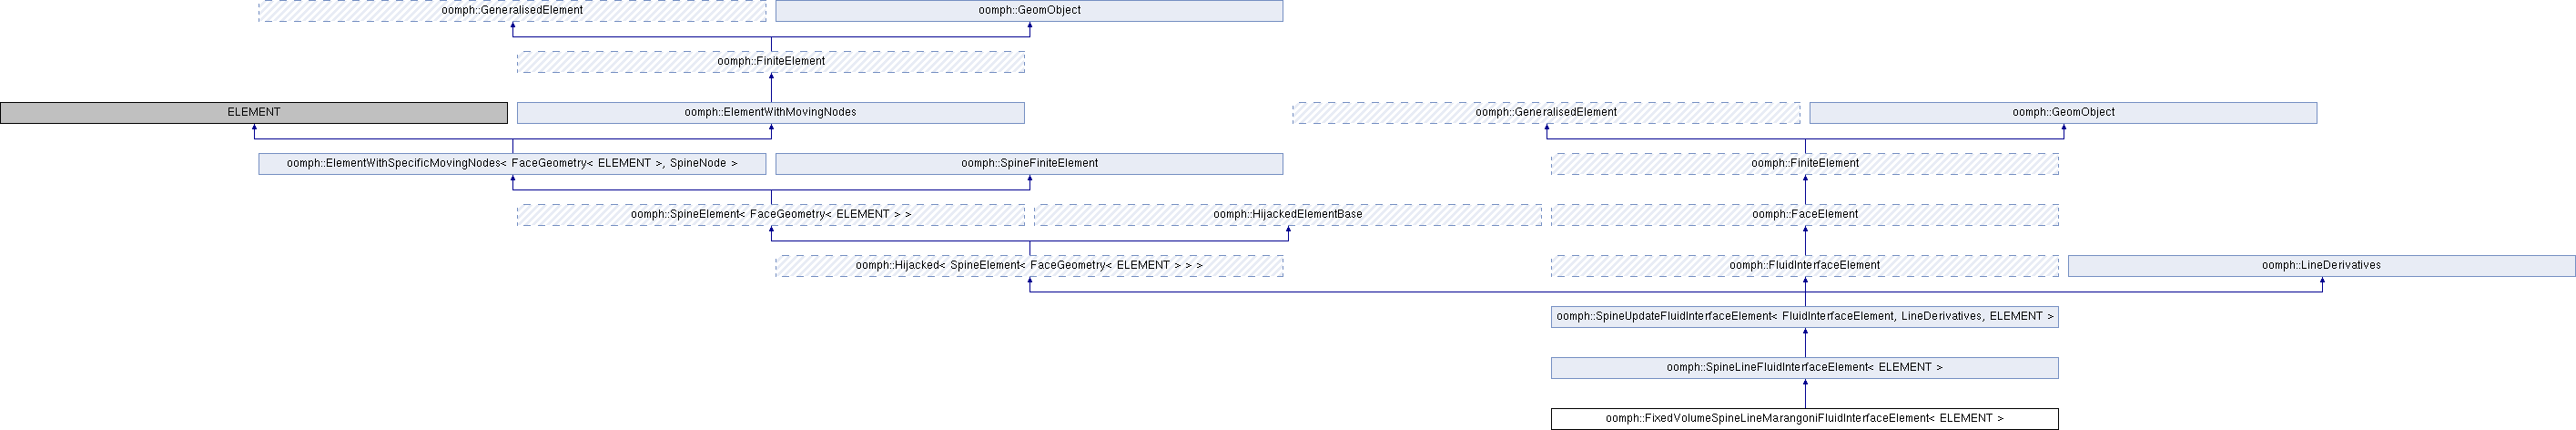 oomph::GeneralisedElement
oomph::GeomObject
oomph::FiniteElement
ELEMENT
oomph::ElementWithMovingNodes
oomph::GeneralisedElement
oomph::GeomObject
oomph::ElementWithSpecificMovingNodes< FaceGeometry< ELEMENT >, SpineNode >
oomph::SpineFiniteElement
oomph::FiniteElement
oomph::SpineElement< FaceGeometry< ELEMENT > >
oomph::HijackedElementBase
oomph::FaceElement
oomph::Hijacked< SpineElement< FaceGeometry< ELEMENT > > >
oomph::FluidInterfaceElement
oomph::LineDerivatives
oomph::SpineUpdateFluidInterfaceElement< FluidInterfaceElement, LineDerivatives, ELEMENT >
oomph::SpineLineFluidInterfaceElement< ELEMENT >
oomph::FixedVolumeSpineLineMarangoniFluidInterfaceElement< ELEMENT >